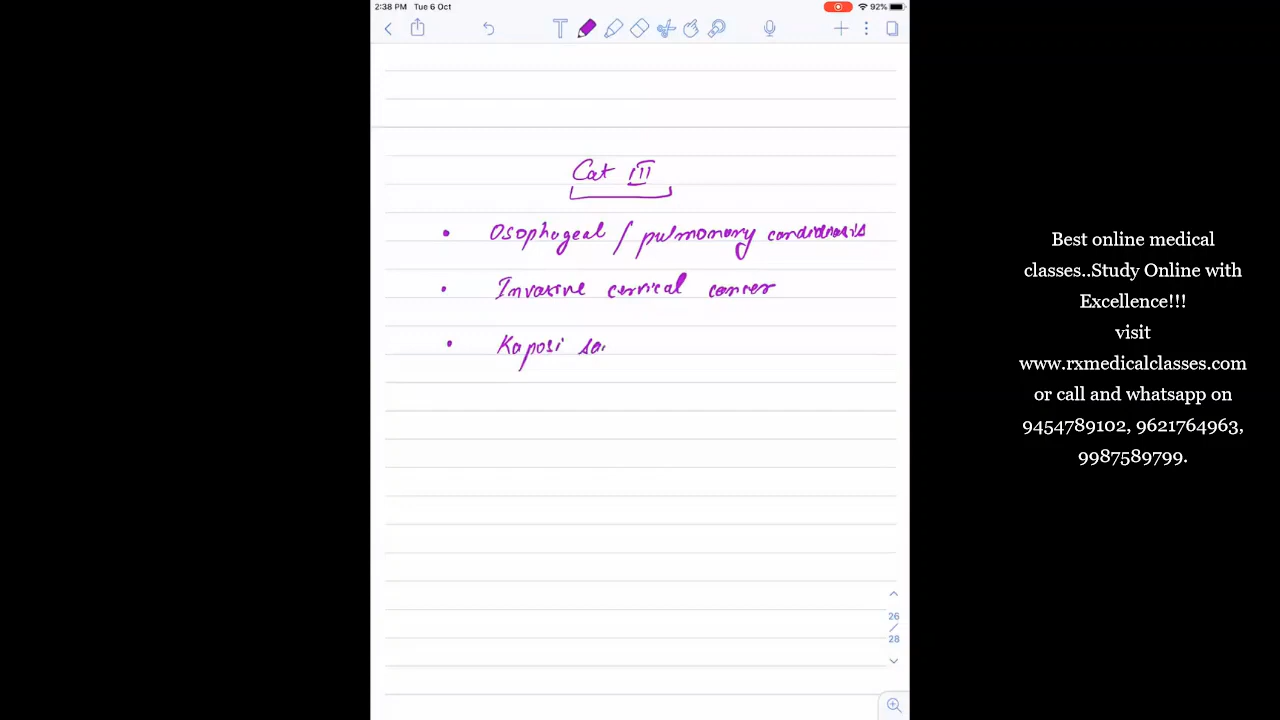 2:38 PM Tue 6 Oct
92%
Cat III
• Osophageal / pulmonary candidiasis
• Invasive cervical cancer
• Kaposi sa
26
/
28
Best online medical
classes..Study Online with
Excellence!!!
visit
www.rxmedicalclasses.com
or call and whatsapp on
9454789102, 9621764963,
9987589799.